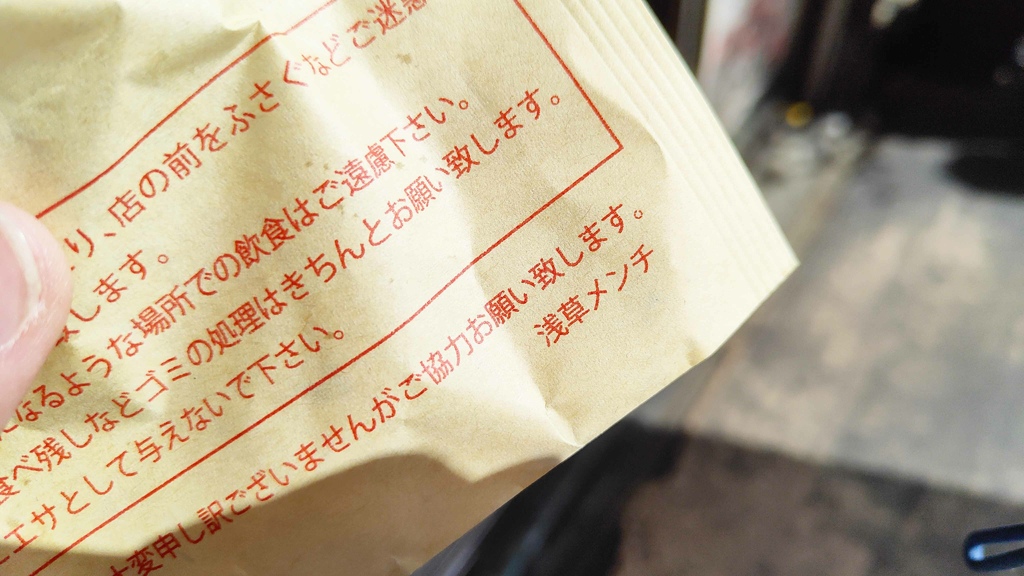 り、店の前をふさぐなどご迷惑
します。
なるような場所での飲食はご遠慮下さい。
食べ残しなどゴミの処理はきちんとお願い致します。
エサとして与えないで下さい。
大変申し訳ございませんがご協力お願い致します。
浅草メンチ